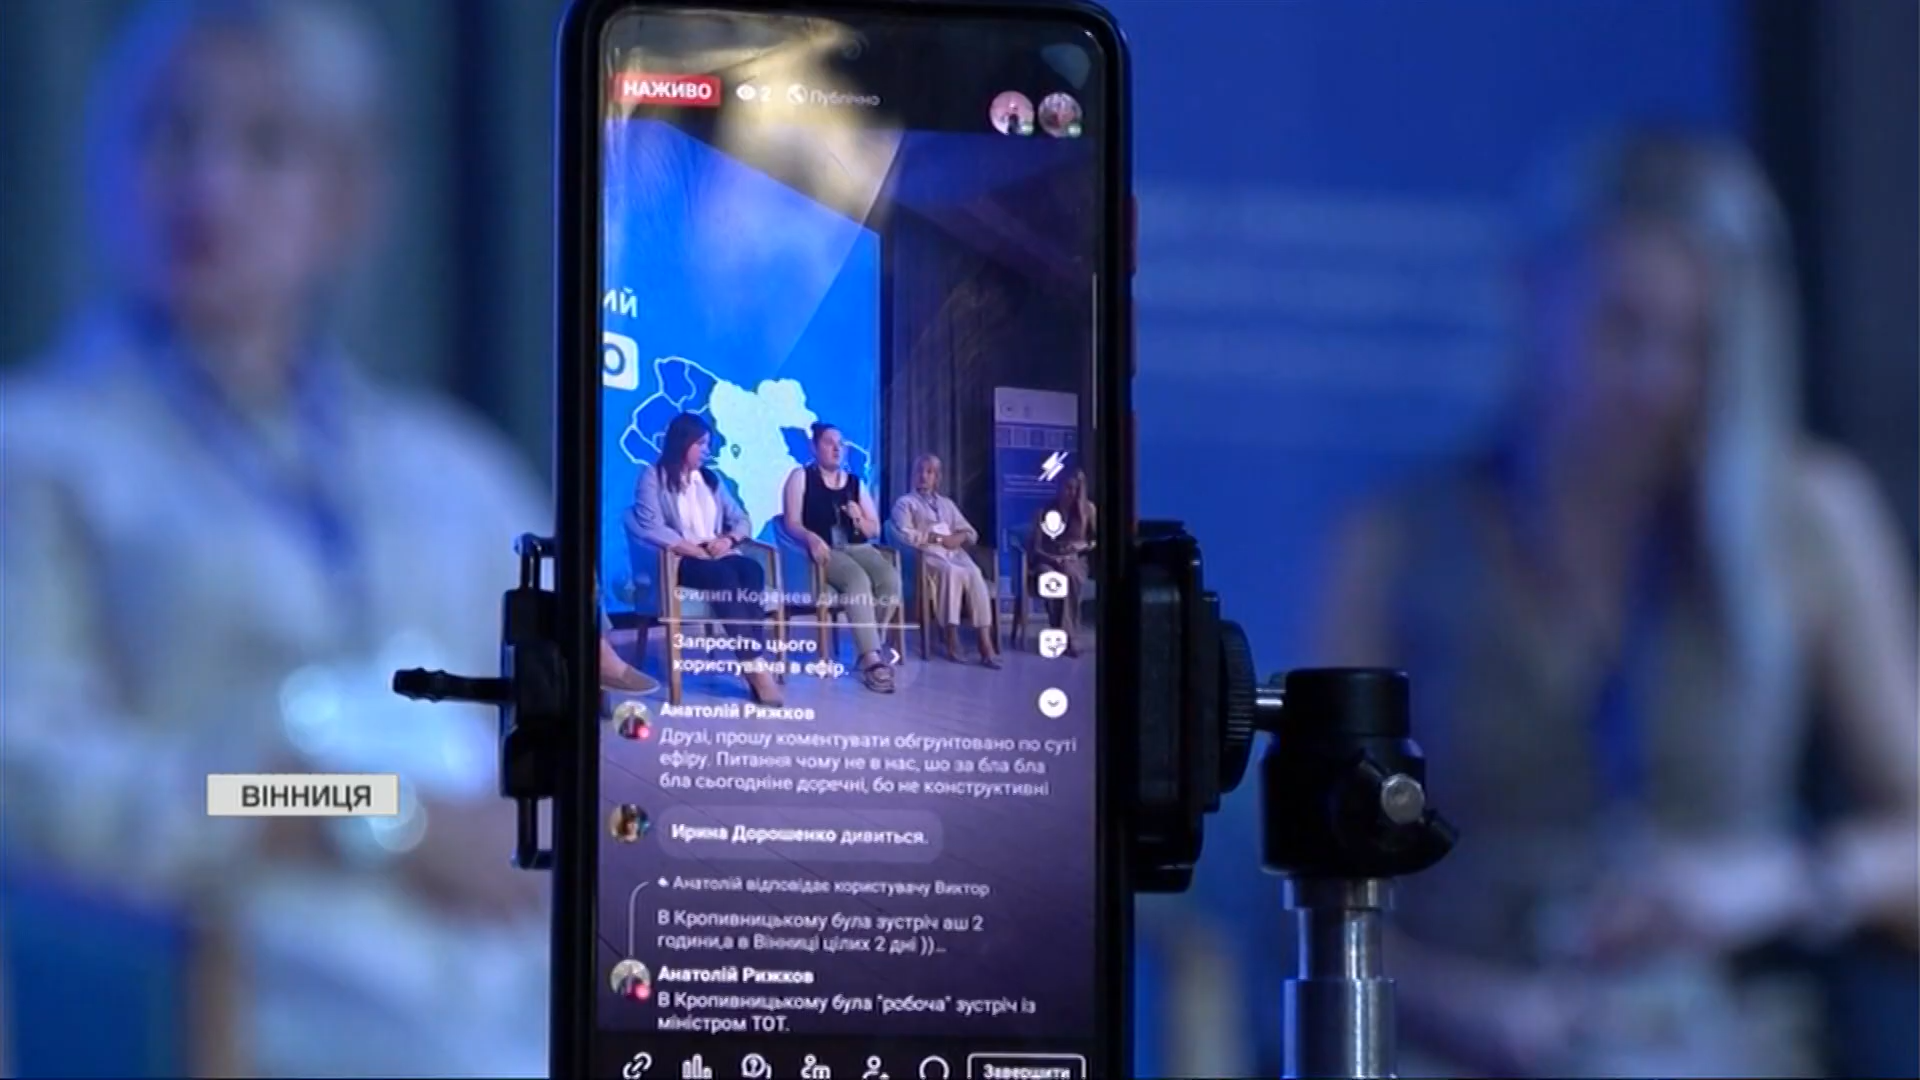 НАЖИВО 2 Публічно
ИЙ
О
Филип Коренев дивиться.
Запросіть цього
користувача в ефір.
Анатолій Рижков
Друзі, прошу коментувати обгрунтовано по суті
ефіру. Питання чому не в нас, шо за бла бла
бла сьогодніне доречні, бо не конструктивні
ВІННИЦЯ
Ирина Дорошенко дивиться.
Анатолій відповідає користувачу Виктор
В Кропивницькому була зустріч аш 2
години,а в Вінниці цілих 2 дні ))...
Анатолій Рижков
В Кропивницькому була "робоча" зустріч із
міністром ТОТ.
Завершити